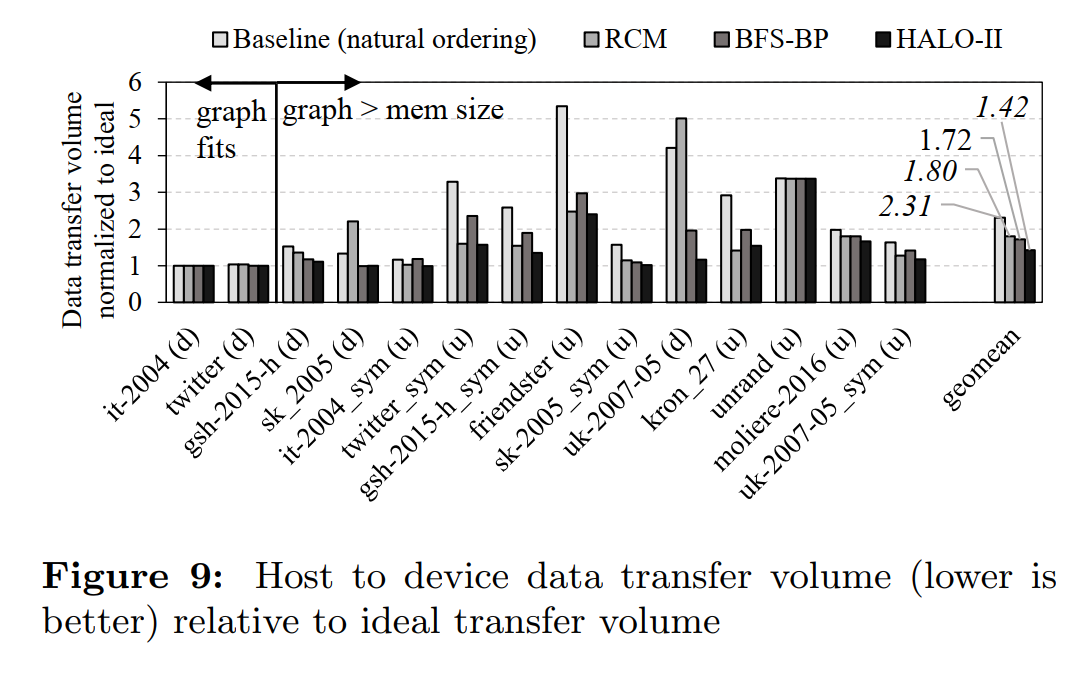 Baseline (natural ordering) RCM BFS-BP HALO-II
Data transfer volume
normalized to ideal
6
5
4
3
2
1
0
graph
fits
graph > mem size
1.42
1.72
1.80
2.31
it-2004 (d)
twitter (d)
gsh-2015-h (d)
sk_2005 (d)
it-2004_sym (u)
twitter_sym (u)
gsh-2015-h_sym (u)
friendster (u)
sk-2005_sym (u)
uk-2007-05 (d)
kron_27 (u)
unrand (u)
moliere-2016 (u)
uk-2007-05_sym (u)
geomean
Figure 9: Host to device data transfer volume (lower is
better) relative to ideal transfer volume